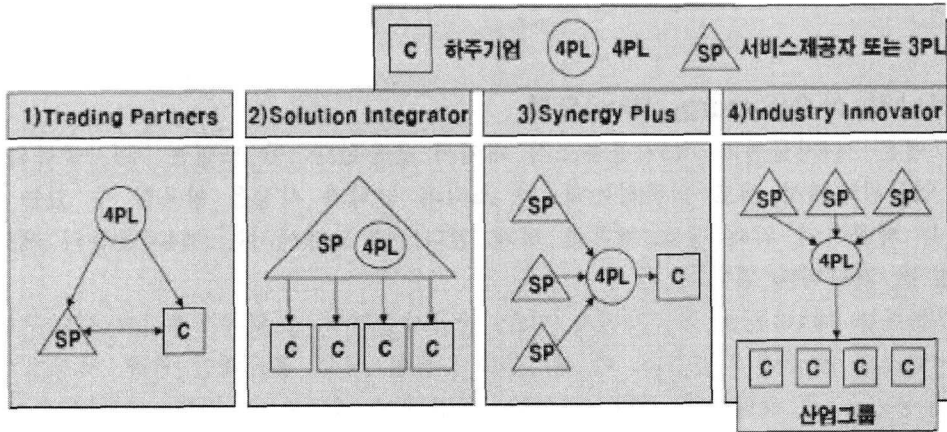 C 하주기업 4PL 4PL SP 서비스제공자 또는 3PL
1)Trading Partners
2)Solution Integrator
3)Synergy Plus
4)Industry Innovator
4PL
SP
C
SP 4PL
C C C C
SP
SP
SP
4PL
C
SP SP SP
4PL
C C C C
산업그룹